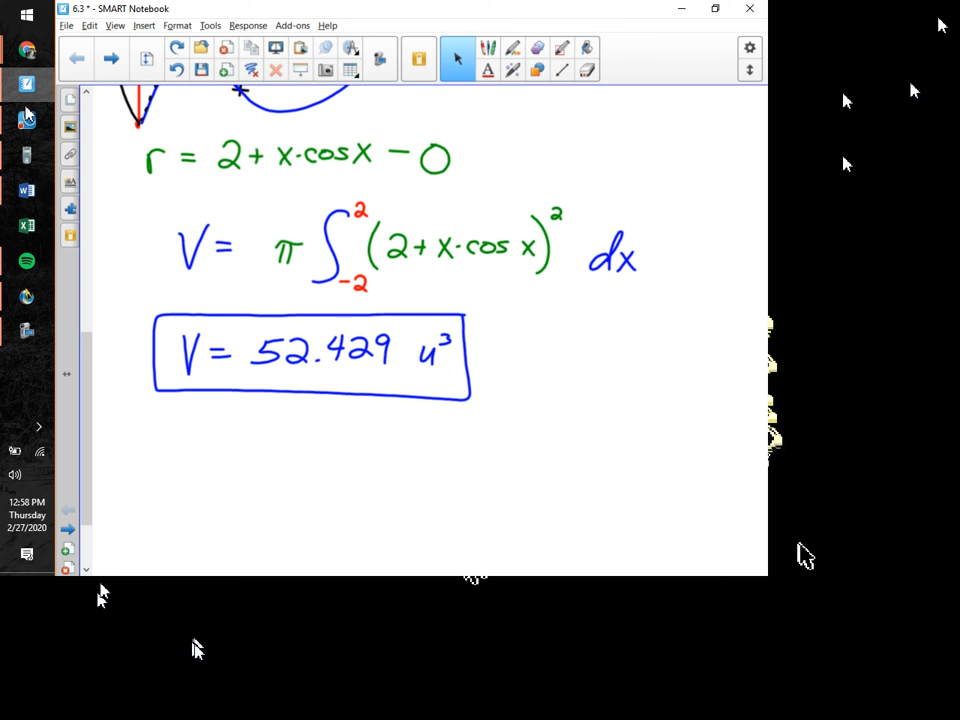 6.3 * - SMART Notebook
File Edit View Insert Format Tools Response Add-ons Help
r = 2 + x·cosx - 0
V = π ∫₋₂² (2 + x·cos x)² dx
V = 52.429 u³
12:58 PM
Thursday
2/27/2020